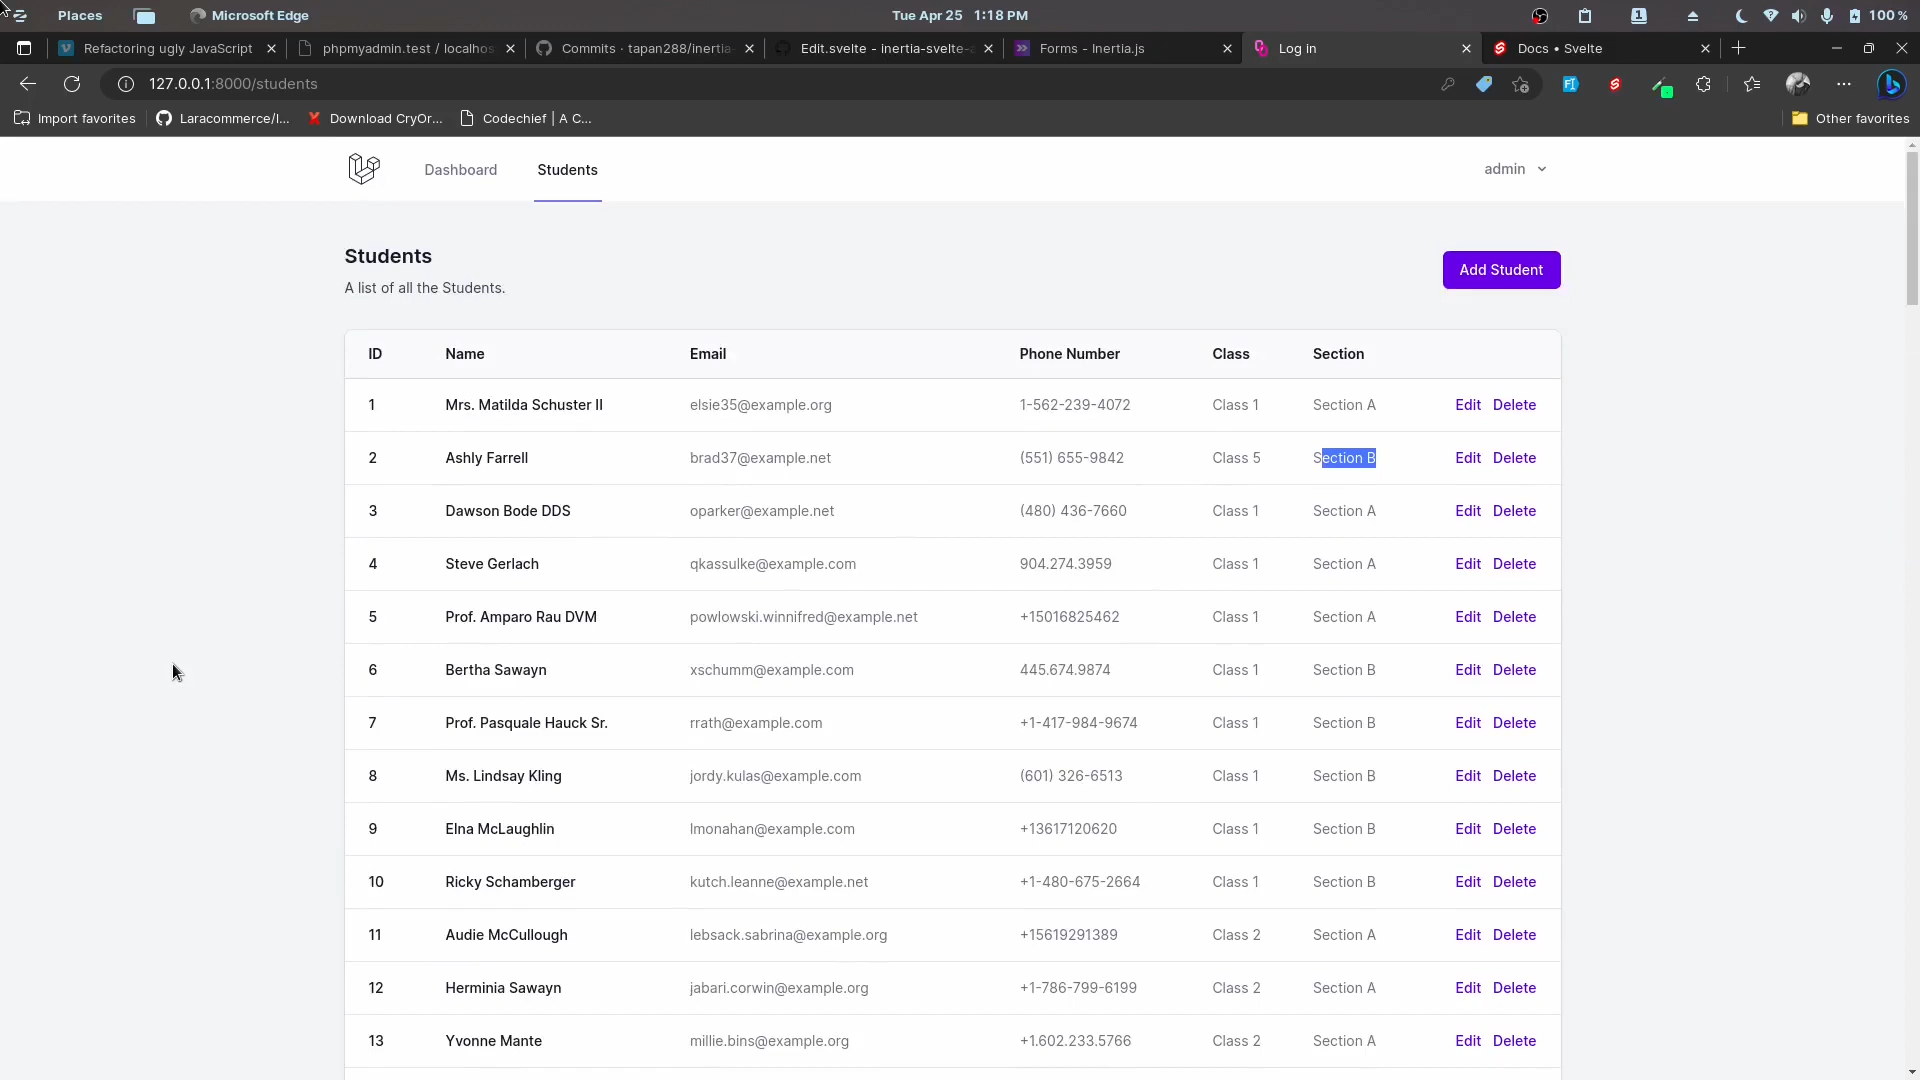 Places Microsoft Edge Tue Apr 25 1:18 PM 1 100 %
Refactoring ugly JavaScript phpmyadmin.test / localhos Commits · tapan288/inertia- Edit.svelte - inertia-svelte- Forms - Inertia.js Log in Docs • Svelte
127.0.0.1:8000/students
Import favorites Laracommerce/l... Download CryOr... Codechief | A C... Other favorites
Dashboard Students admin
Students
A list of all the Students.
Add Student
ID Name Email Phone Number Class Section
1 Mrs. Matilda Schuster II elsie35@example.org 1-562-239-4072 Class 1 Section A Edit Delete
2 Ashly Farrell brad37@example.net (551) 655-9842 Class 5 Section B Edit Delete
3 Dawson Bode DDS oparker@example.net (480) 436-7660 Class 1 Section A Edit Delete
4 Steve Gerlach qkassulke@example.com 904.274.3959 Class 1 Section A Edit Delete
5 Prof. Amparo Rau DVM powlowski.winnifred@example.net +15016825462 Class 1 Section A Edit Delete
6 Bertha Sawayn xschumm@example.com 445.674.9874 Class 1 Section B Edit Delete
7 Prof. Pasquale Hauck Sr. rrath@example.com +1-417-984-9674 Class 1 Section B Edit Delete
8 Ms. Lindsay Kling jordy.kulas@example.com (601) 326-6513 Class 1 Section B Edit Delete
9 Elna McLaughlin lmonahan@example.com +13617120620 Class 1 Section B Edit Delete
10 Ricky Schamberger kutch.leanne@example.net +1-480-675-2664 Class 1 Section B Edit Delete
11 Audie McCullough lebsack.sabrina@example.org +15619291389 Class 2 Section A Edit Delete
12 Herminia Sawayn jabari.corwin@example.org +1-786-799-6199 Class 2 Section A Edit Delete
13 Yvonne Mante millie.bins@example.org +1.602.233.5766 Class 2 Section A Edit Delete